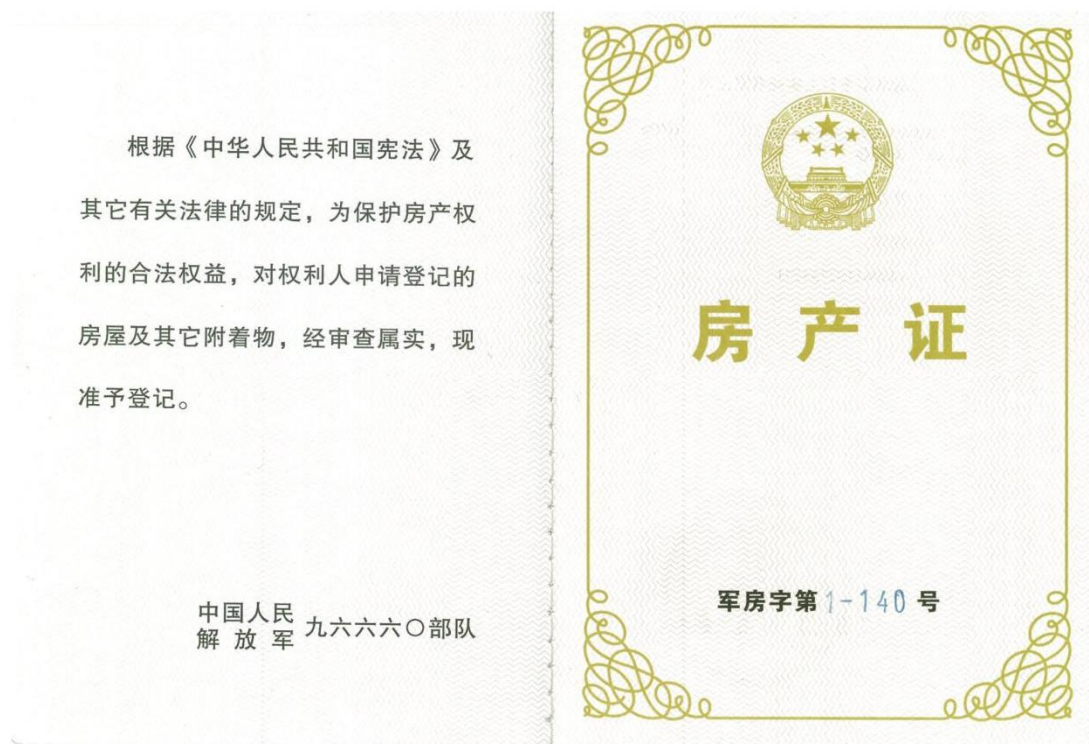 根据《中华人民共和国宪法》及
其它有关法律的规定，为保护房产权
利的合法权益，对权利人申请登记的
房屋及其它附着物，经审查属实，现
准予登记。
中国人民
解放军 九六六六〇部队
房产证
军房字第1-140号